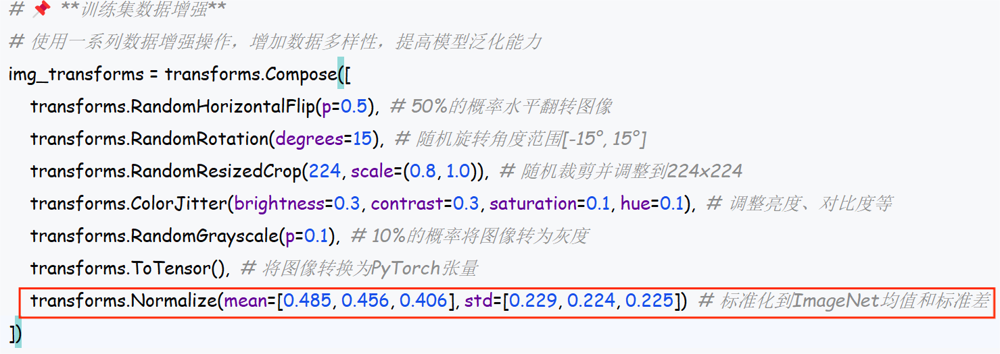 # 📌 **训练集数据增强**
# 使用一系列数据增强操作，增加数据多样性，提高模型泛化能力
img_transforms = transforms.Compose([
    transforms.RandomHorizontalFlip(p=0.5),  # 50%的概率水平翻转图像
    transforms.RandomRotation(degrees=15),  # 随机旋转角度范围[-15°, 15°]
    transforms.RandomResizedCrop(224, scale=(0.8, 1.0)),  # 随机裁剪并调整到224x224
    transforms.ColorJitter(brightness=0.3, contrast=0.3, saturation=0.1, hue=0.1),  # 调整亮度、对比度等
    transforms.RandomGrayscale(p=0.1),  # 10%的概率将图像转为灰度
    transforms.ToTensor(),  # 将图像转换为PyTorch张量
    transforms.Normalize(mean=[0.485, 0.456, 0.406], std=[0.229, 0.224, 0.225])  # 标准化到ImageNet均值和标准差
])